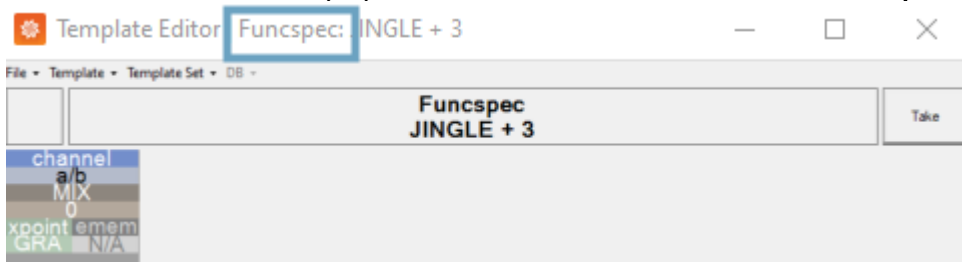 Template Editor Funcspec: JINGLE + 3
File Template Template Set DB
Funcspec
JINGLE + 3
Take
channel
a/b
MIX
0
xpoint emem
GRA N/A